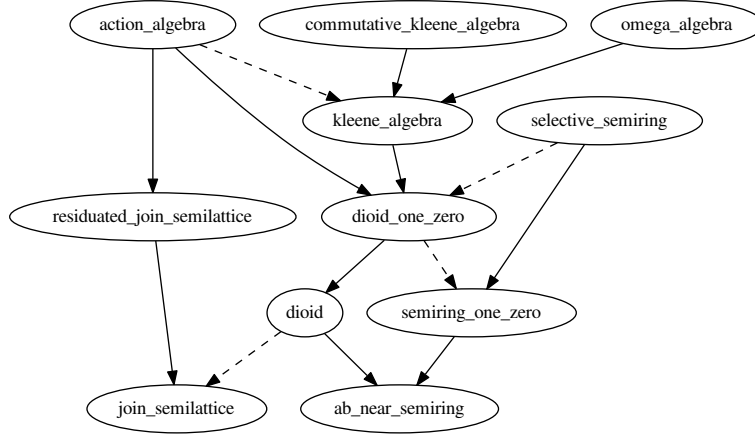 action_algebra
commutative_kleene_algebra
omega_algebra
kleene_algebra
selective_semiring
residuated_join_semilattice
dioid_one_zero
dioid
semiring_one_zero
join_semilattice
ab_near_semiring